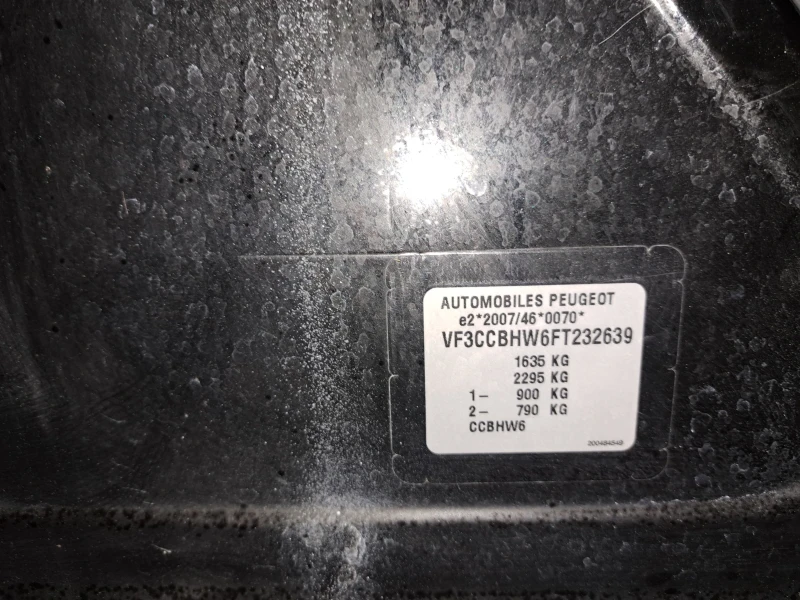 AUTOMOBILES PEUGEOT
e2*2007/46*0070*
VF3CCBHW6FT232639
1635 KG
2295 KG
1- 900 KG
2- 790 KG
CCBHW6